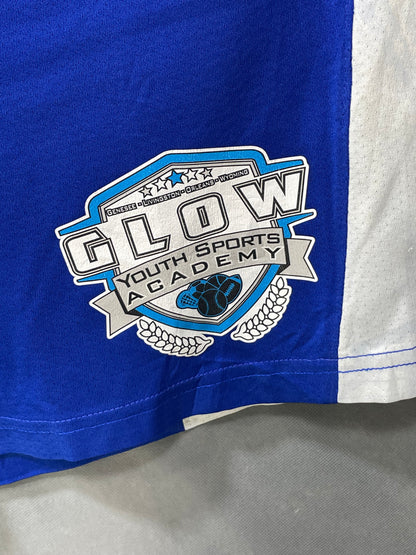 GENESEE • LIVINGSTON • ORLEANS • WYOMING
GLOW
YOUTH SPORTS
ACADEMY